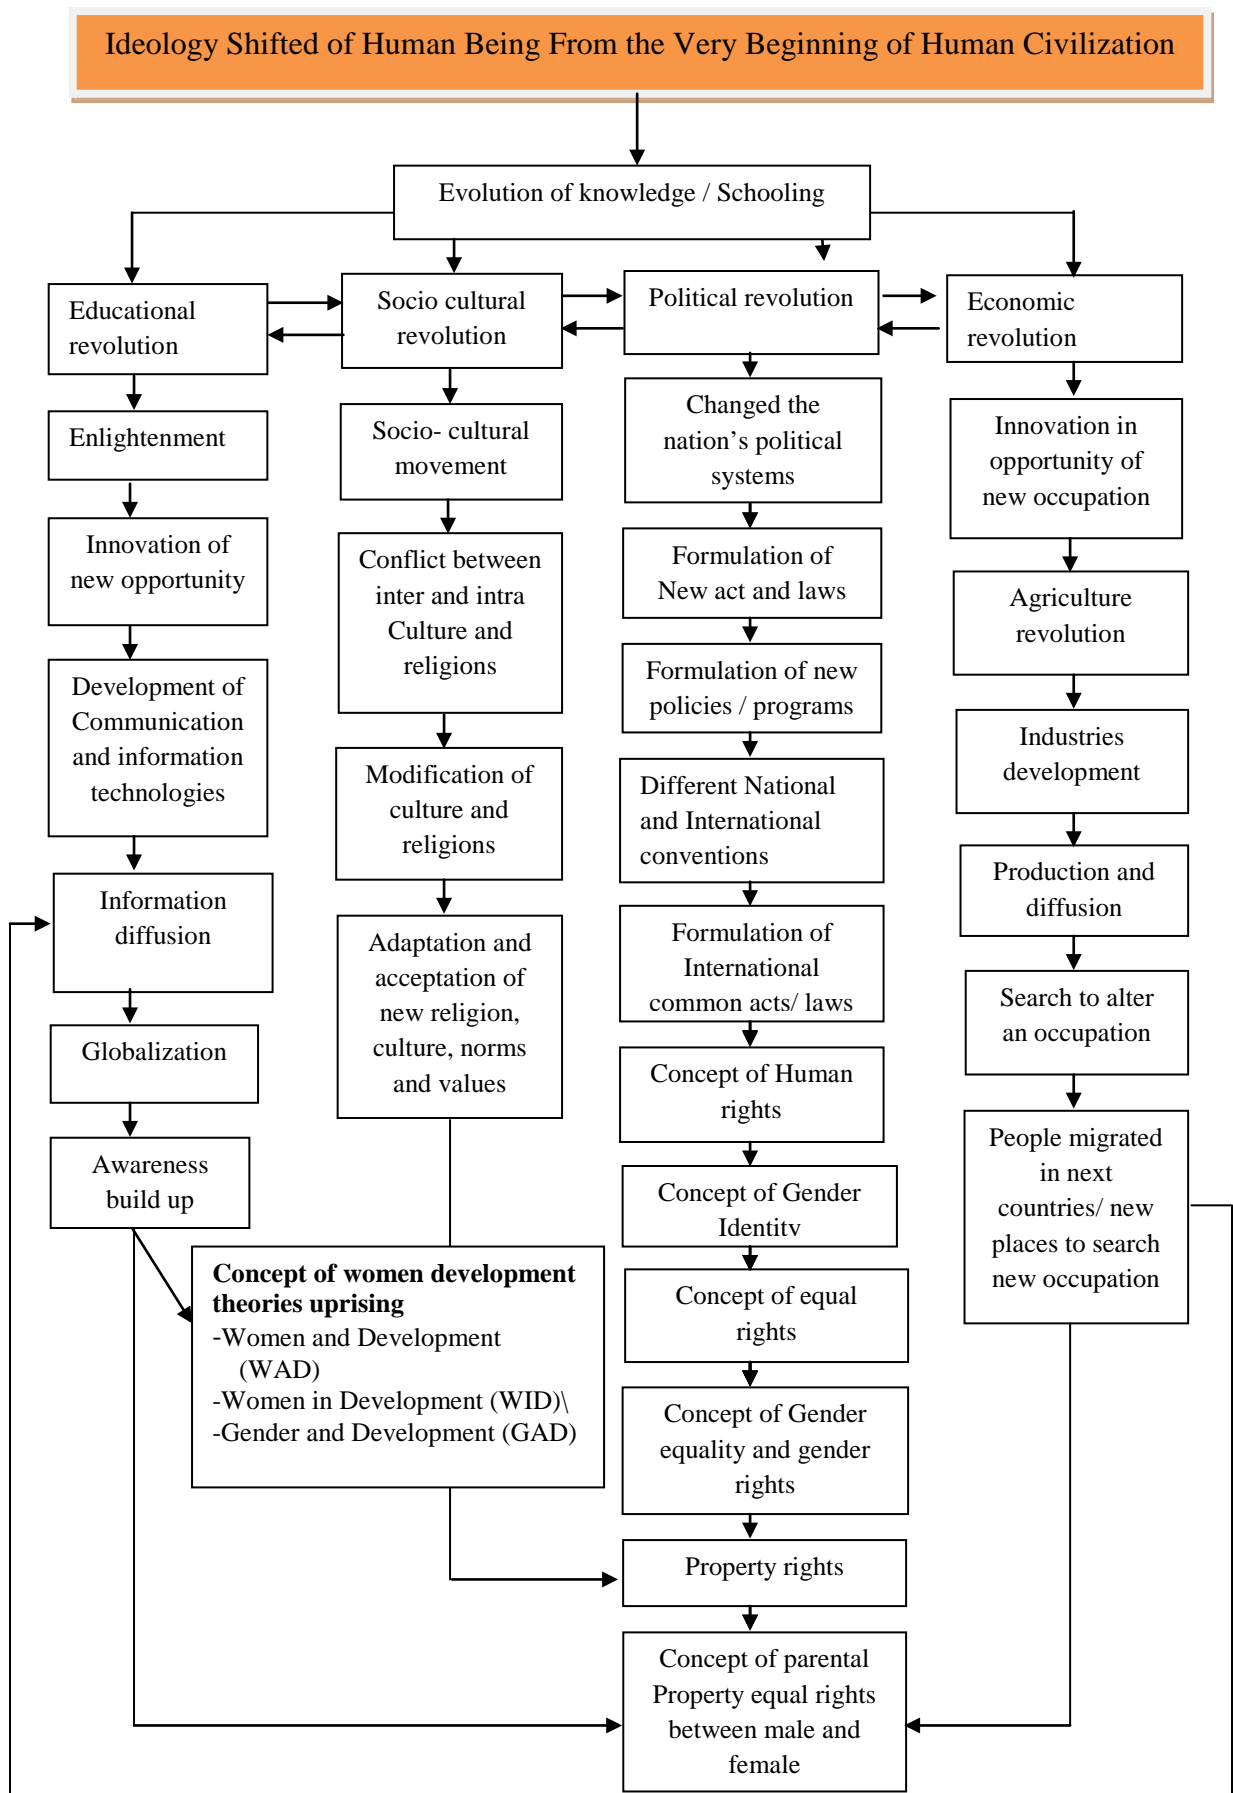 Ideology Shifted of Human Being From the Very Beginning of Human Civilization
Evolution of knowledge / Schooling
Educational
revolution
Socio cultural
revolution
Political revolution
Economic
revolution
Enlightenment
Innovation of
new opportunity
Development of
Communication
and information
technologies
Information
diffusion
Globalization
Awareness
build up
Socio- cultural
movement
Conflict between
inter and intra
Culture and
religions
Modification of
culture and
religions
Adaptation and
acceptation of
new religion,
culture, norms
and values
Concept of women development
theories uprising
-Women and Development
(WAD)
-Women in Development (WID)\
-Gender and Development (GAD)
Changed the
nation’s political
systems
Formulation of
New act and laws
Formulation of new
policies / programs
Different National
and International
conventions
Formulation of
International
common acts/ laws
Concept of Human
rights
Concept of Gender
Identity
Concept of equal
rights
Concept of Gender
equality and gender
rights
Property rights
Concept of parental
Property equal rights
between male and
female
Innovation in
opportunity of
new occupation
Agriculture
revolution
Industries
development
Production and
diffusion
Search to alter
an occupation
People migrated
in next
countries/ new
places to search
new occupation